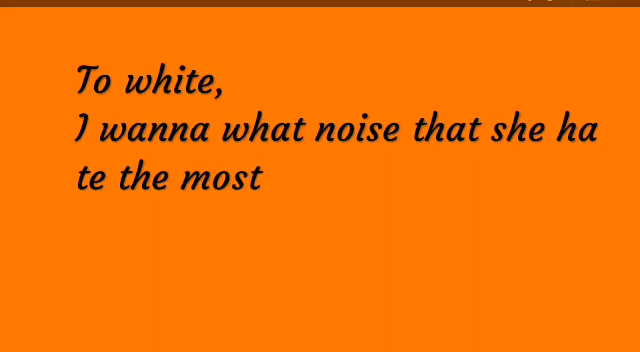 To white,
I wanna what noise that she ha
te the most